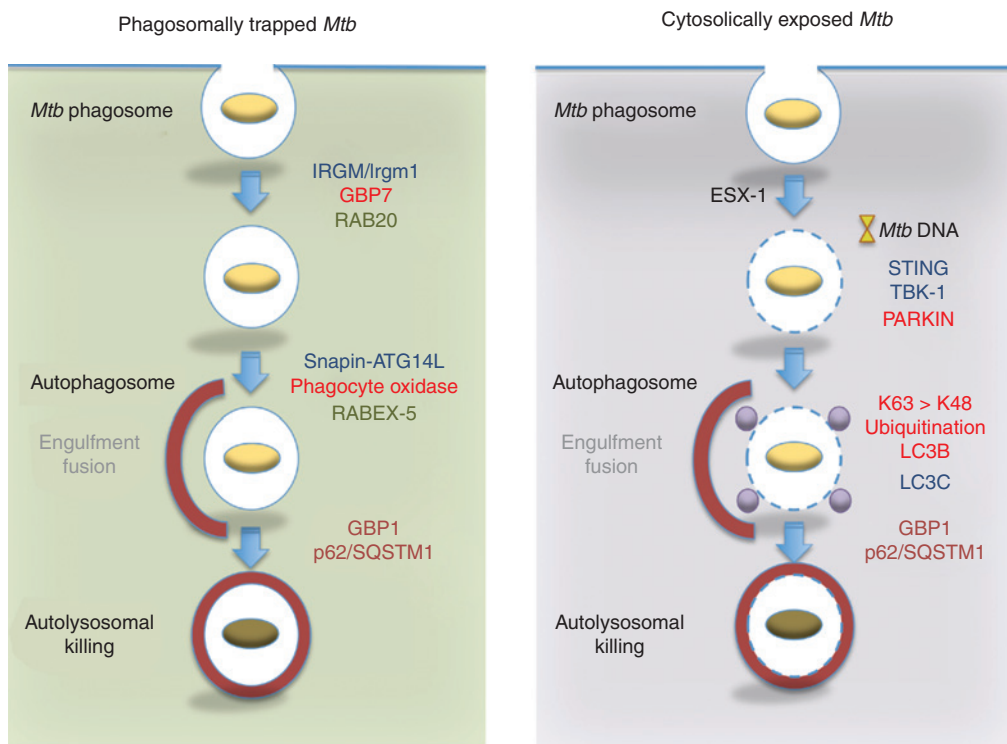 Phagosomally trapped Mtb
Mtb phagosome
IRGM/Irgm1
GBP7
RAB20
Snapin-ATG14L
Autophagosome
Phagocyte oxidase
RABEX-5
Engulfment
fusion
GBP1
p62/SQSTM1
Autolysosomal
killing
Cytosolically exposed Mtb
Mtb phagosome
ESX-1
Mtb DNA
STING
TBK-1
PARKIN
Autophagosome
K63 > K48
Ubiquitination
LC3B
Engulfment
fusion
LC3C
GBP1
p62/SQSTM1
Autolysosomal
killing